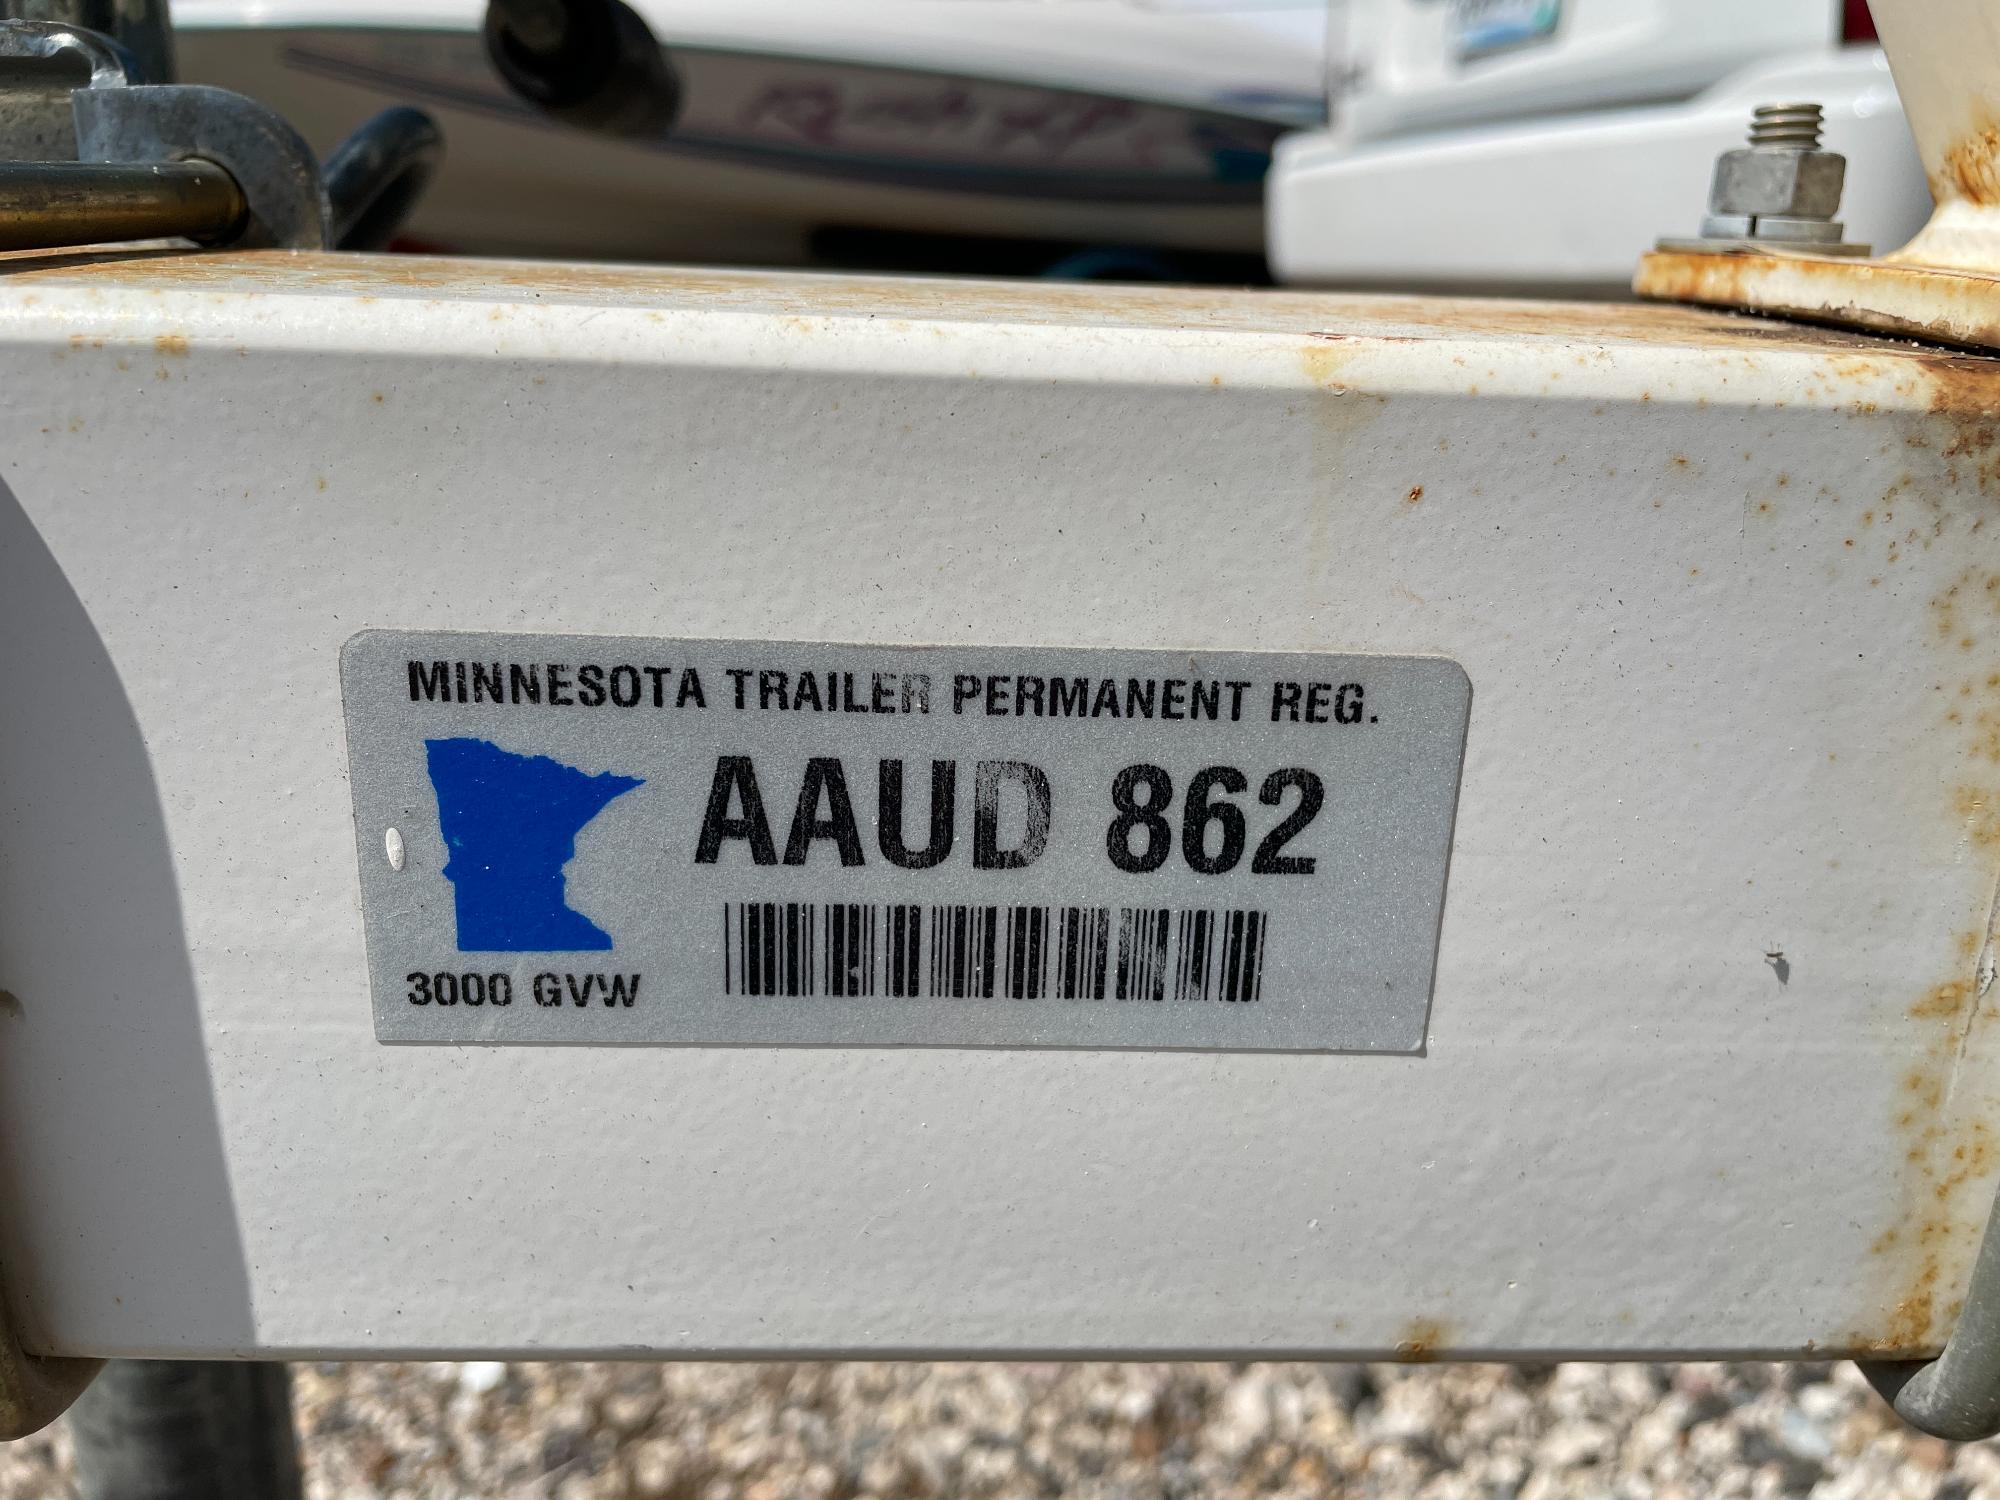 MINNESOTA TRAILER PERMANENT REG.
AAUD 862
3000 GVW